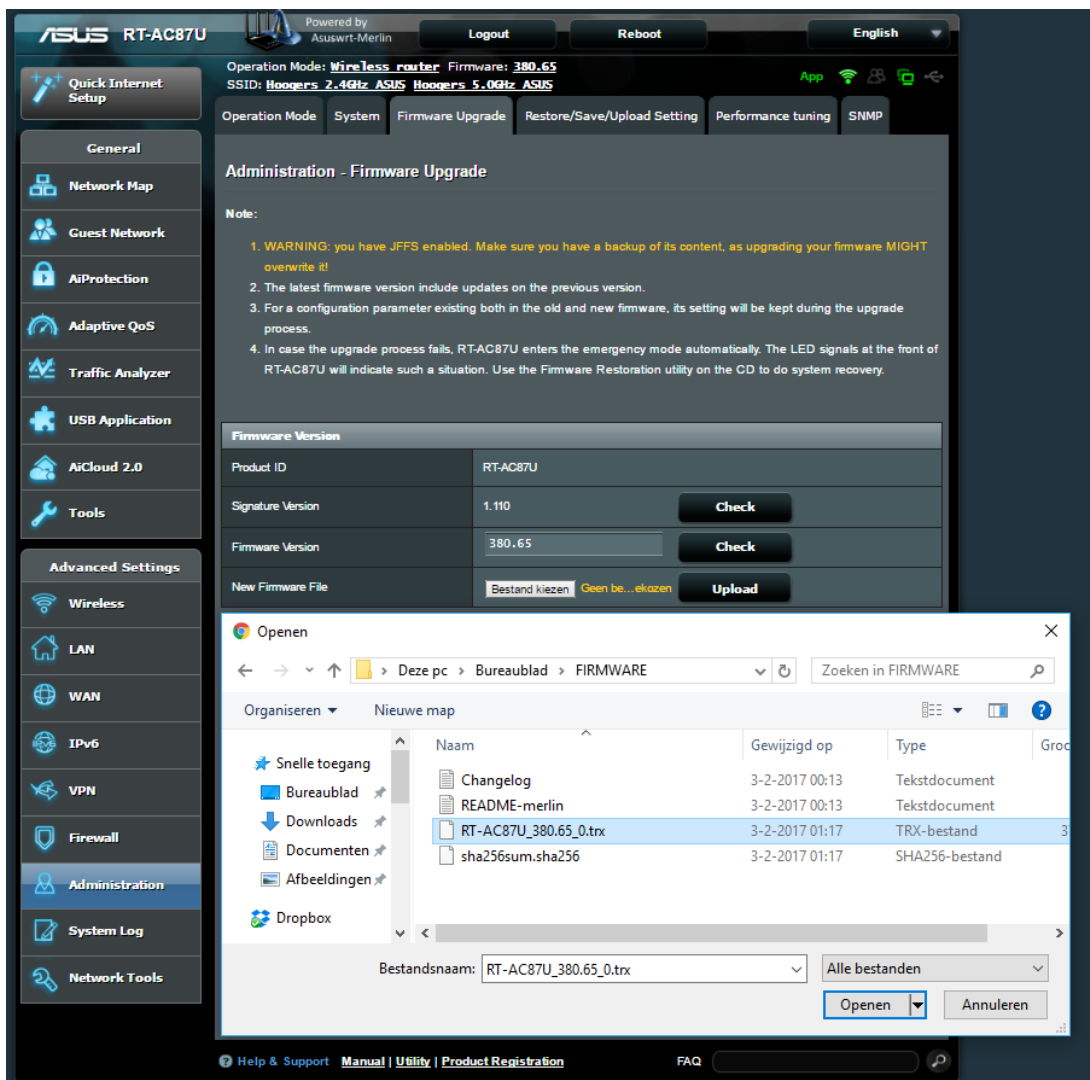 ASUS RT-AC87U
Powered by
Asuswrt-Merlin
Logout
Reboot
English
Quick Internet
Setup
Operation Mode: Wireless router Firmware: 380.65
SSID: Hoogers 2.4GHz ASUS Hoogers 5.0GHz ASUS
App
Operation Mode System Firmware Upgrade Restore/Save/Upload Setting Performance tuning SNMP
General
Network Map
Guest Network
AiProtection
Adaptive QoS
Traffic Analyzer
USB Application
AiCloud 2.0
Tools
Advanced Settings
Wireless
LAN
WAN
IPv6
IPv6
VPN
Firewall
Administration
System Log
Network Tools
Administration - Firmware Upgrade
Note:
1. WARNING: you have JFFS enabled. Make sure you have a backup of its content, as upgrading your firmware MIGHT
overwrite it!
2. The latest firmware version include updates on the previous version.
3. For a configuration parameter existing both in the old and new firmware, its setting will be kept during the upgrade
process.
4. In case the upgrade process fails, RT-AC87U enters the emergency mode automatically. The LED signals at the front of
RT-AC87U will indicate such a situation. Use the Firmware Restoration utility on the CD to do system recovery.
Firmware Version
Product ID RT-AC87U
Signature Version 1.110 Check
Firmware Version 380.65 Check
New Firmware File Bestand kiezen Geen be...ekozen Upload
Openen
Deze pc > Bureaublad > FIRMWARE
Zoeken in FIRMWARE
Organiseren Nieuwe map
Snelle toegang
Bureaublad
Downloads
Documenten
Afbeeldingen
Dropbox
Naam Gewijzigd op Type Groo
Changelog 3-2-2017 00:13 Tekstdocument
README-merlin 3-2-2017 00:13 Tekstdocument
RT-AC87U_380.65_0.trx 3-2-2017 01:17 TRX-bestand 3
sha256sum.sha256 3-2-2017 01:17 SHA256-bestand
Bestandsnaam: RT-AC87U_380.65_0.trx Alle bestanden
Openen Annuleren
Help & Support Manual | Utility | Product Registration FAQ